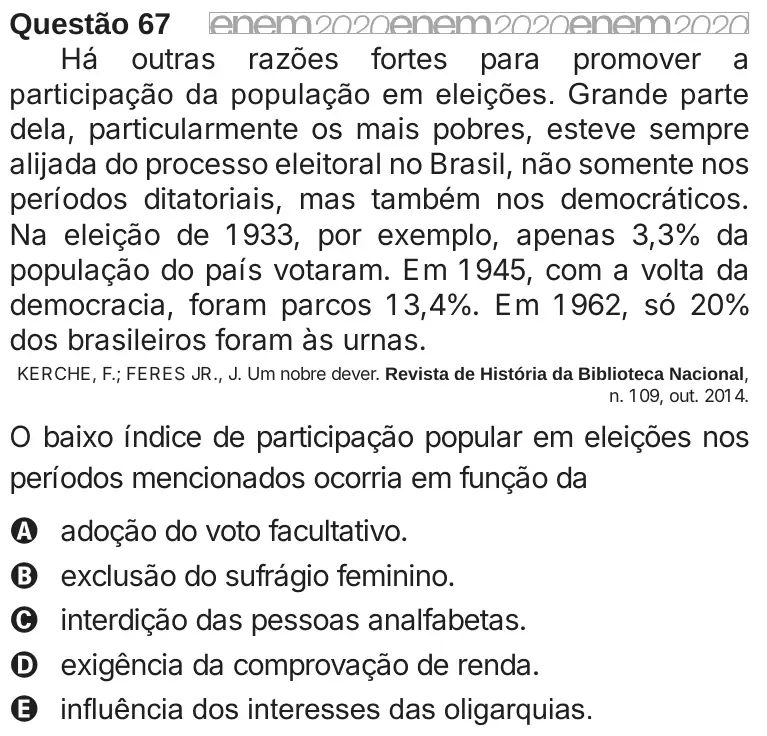 Questão 67 enem2020enem2020enem2020
Há outras razões fortes para promover a
participação da população em eleições. Grande parte
dela, particularmente os mais pobres, esteve sempre
alijada do processo eleitoral no Brasil, não somente nos
períodos ditatoriais, mas também nos democráticos.
Na eleição de 1933, por exemplo, apenas 3,3% da
população do país votaram. Em 1945, com a volta da
democracia, foram parcos 13,4%. Em 1962, só 20%
dos brasileiros foram às urnas.
KERCHE, F.; FERES JR., J. Um nobre dever. Revista de História da Biblioteca Nacional,
n. 109, out. 2014.
O baixo índice de participação popular em eleições nos
períodos mencionados ocorria em função da
A adoção do voto facultativo.
B exclusão do sufrágio feminino.
C interdição das pessoas analfabetas.
D exigência da comprovação de renda.
E influência dos interesses das oligarquias.